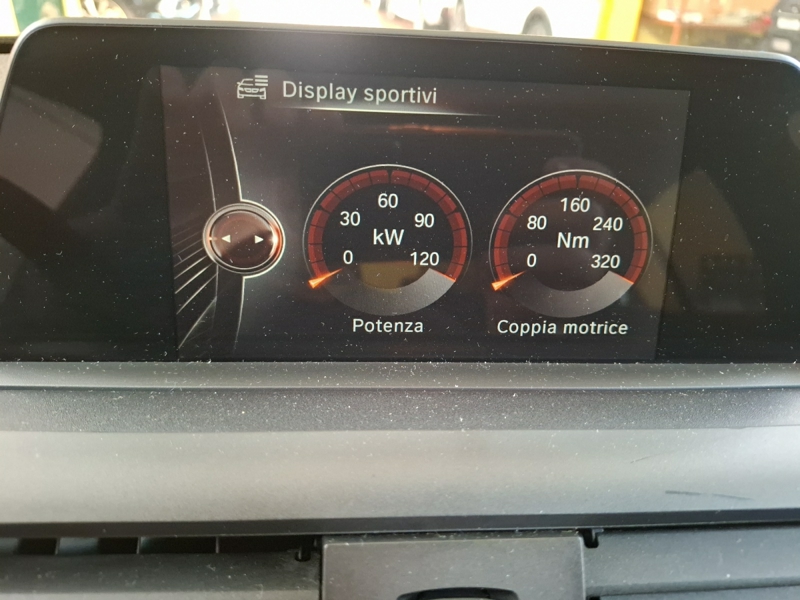 Display sportivi
0 30 60 90 120
kW
Potenza
0 80 160 240 320
Nm
Coppia motrice